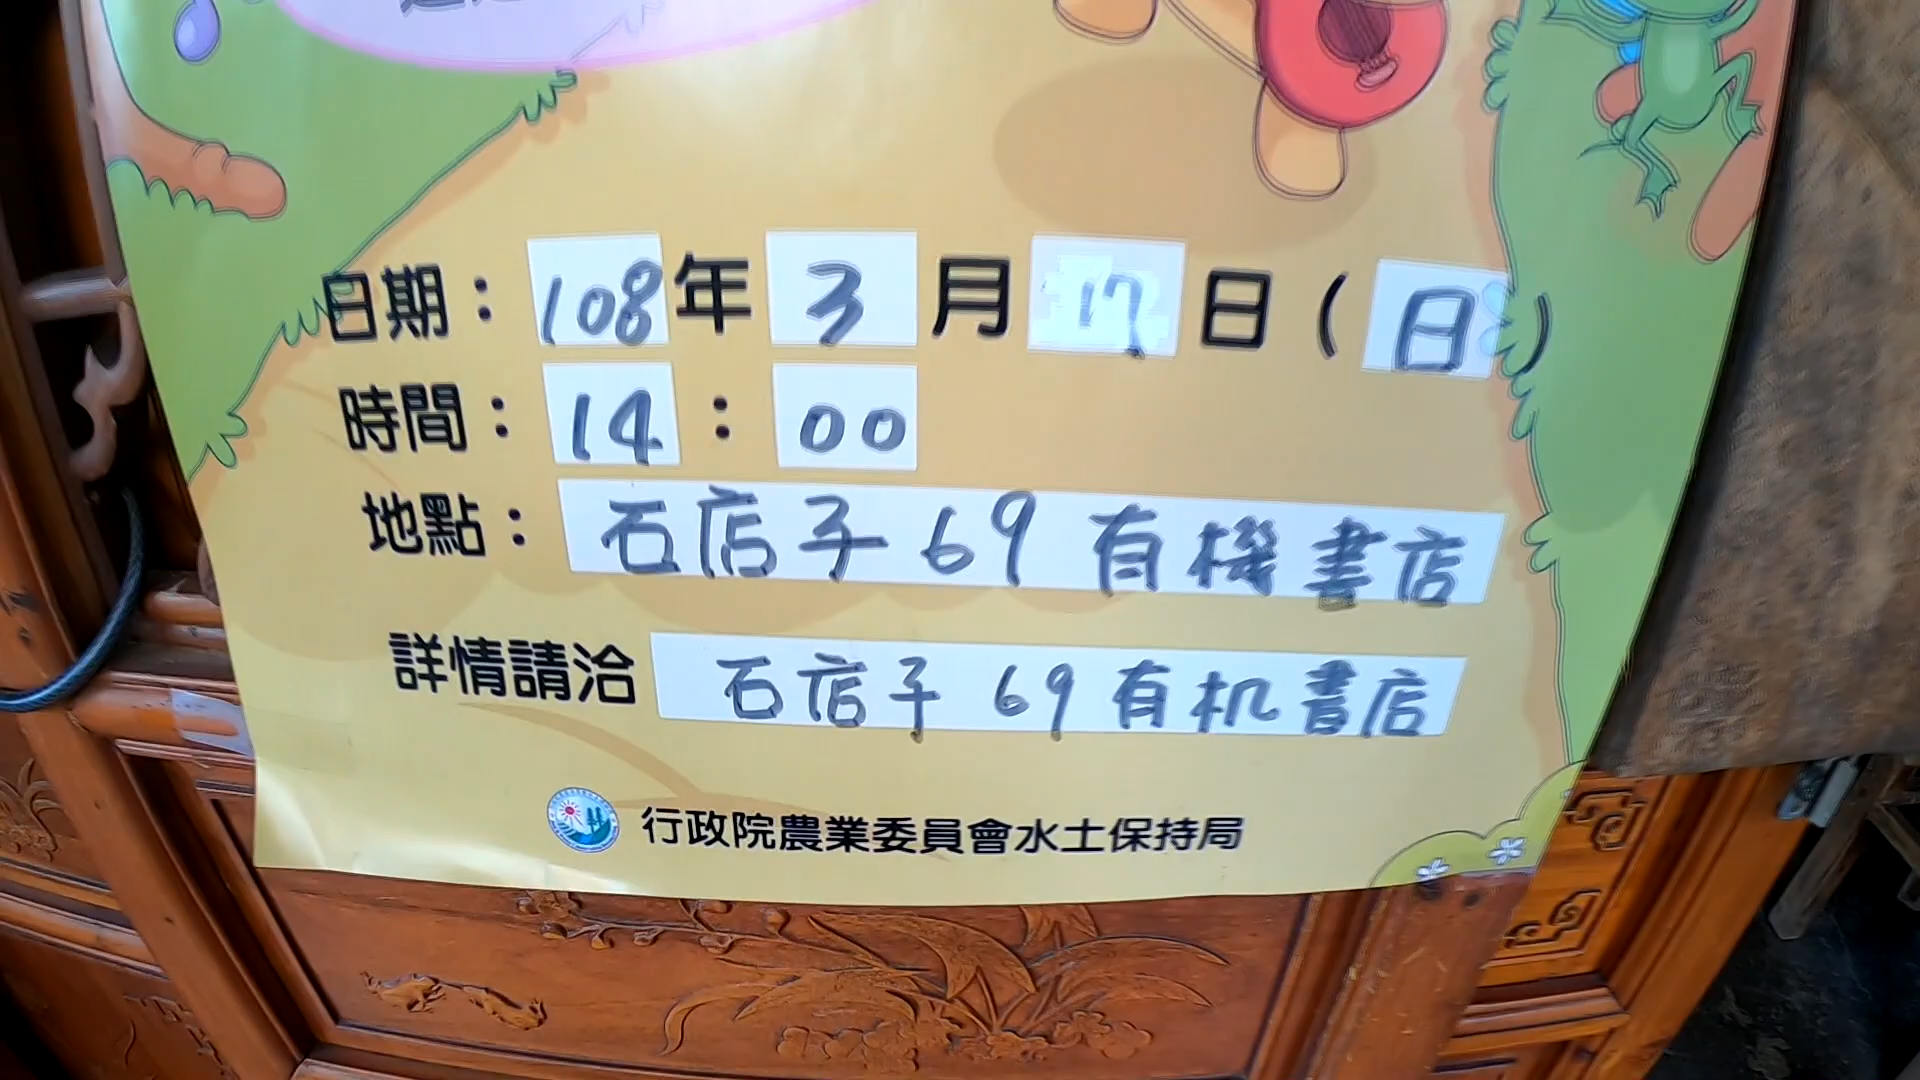 日期：108年3月17日（日）
時間：14：00
地點：石店子69有機書店
詳情請洽 石店子69有机書店
行政院農業委員會水土保持局